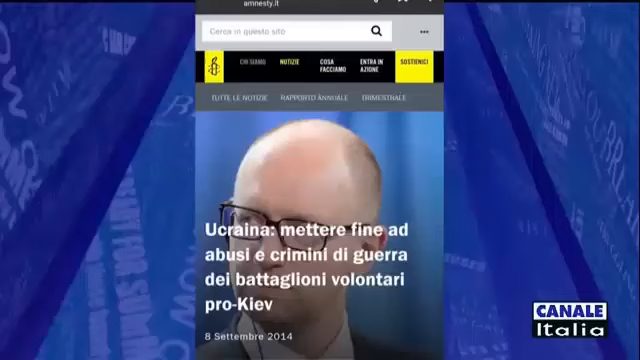 amnesty.it
Cerca in questo sito
CHI SIAMO NOTIZIE COSA FACCIAMO ENTRA IN AZIONE SOSTIENICI
TUTTE LE NOTIZIE RAPPORTO ANNUALE TRIMESTRALE
Ucraina: mettere fine ad
abusi e crimini di guerra
dei battaglioni volontari
pro-Kiev
8 Settembre 2014
CANALE
Italia